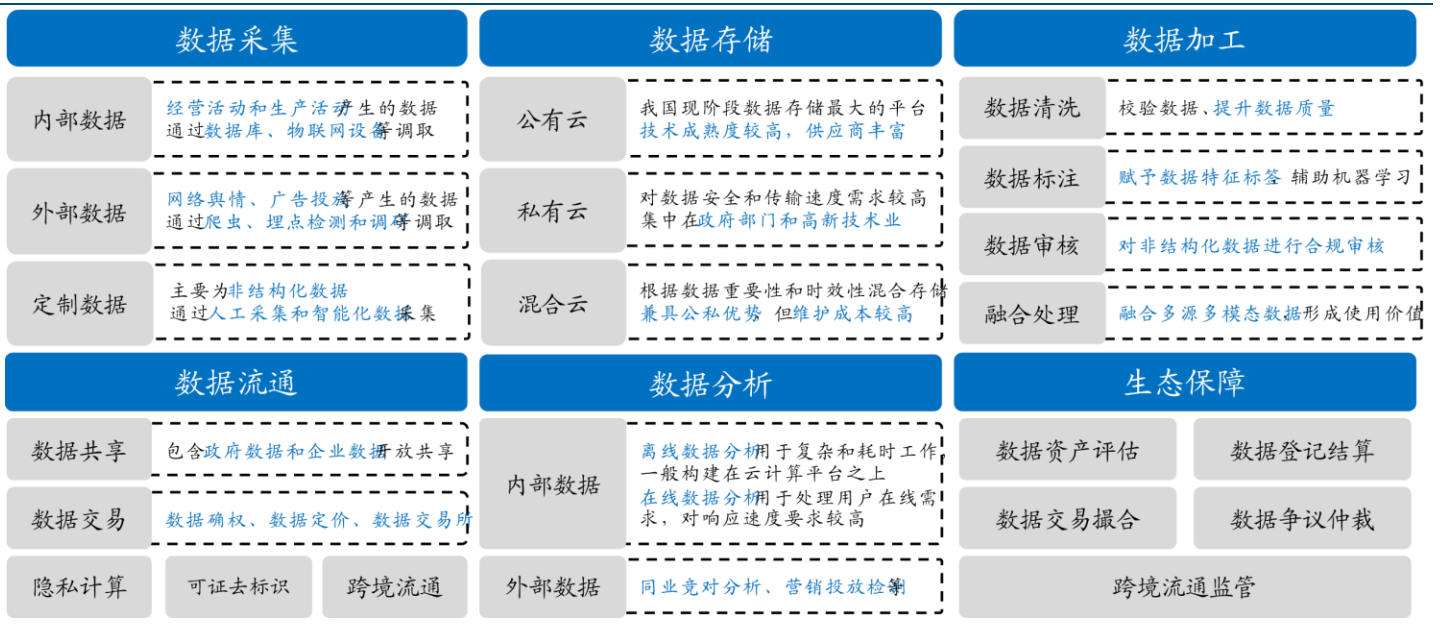 数据采集
内部数据
经营活动和生产活动产生的数据
通过数据库、物联网设备等调取
外部数据
网络舆情、广告投放等产生的数据
通过爬虫、埋点检测和调研等调取
定制数据
主要为非结构化数据
通过人工采集和智能化数据采集
数据存储
公有云
我国现阶段数据存储最大的平台
技术成熟度较高，供应商丰富
私有云
对数据安全和传输速度需求较高
集中在政府部门和高新技术业
混合云
根据数据重要性和时效性混合存储
兼具公私优势，但维护成本较高
数据加工
数据清洗
校验数据、提升数据质量
数据标注
赋予数据特征标签，辅助机器学习
数据审核
对非结构化数据进行合规审核
融合处理
融合多源多模态数据形成使用价值
数据流通
数据共享
包含政府数据和企业数据开放共享
数据交易
数据确权、数据定价、数据交易所
隐私计算
可证去标识
跨境流通
数据分析
内部数据
离线数据分析用于复杂和耗时工作，
一般构建在云计算平台之上
在线数据分析用于处理用户在线需
求，对响应速度要求较高
外部数据
同业竞对分析、营销投放检测等
生态保障
数据资产评估
数据登记结算
数据交易撮合
数据争议仲裁
跨境流通监管